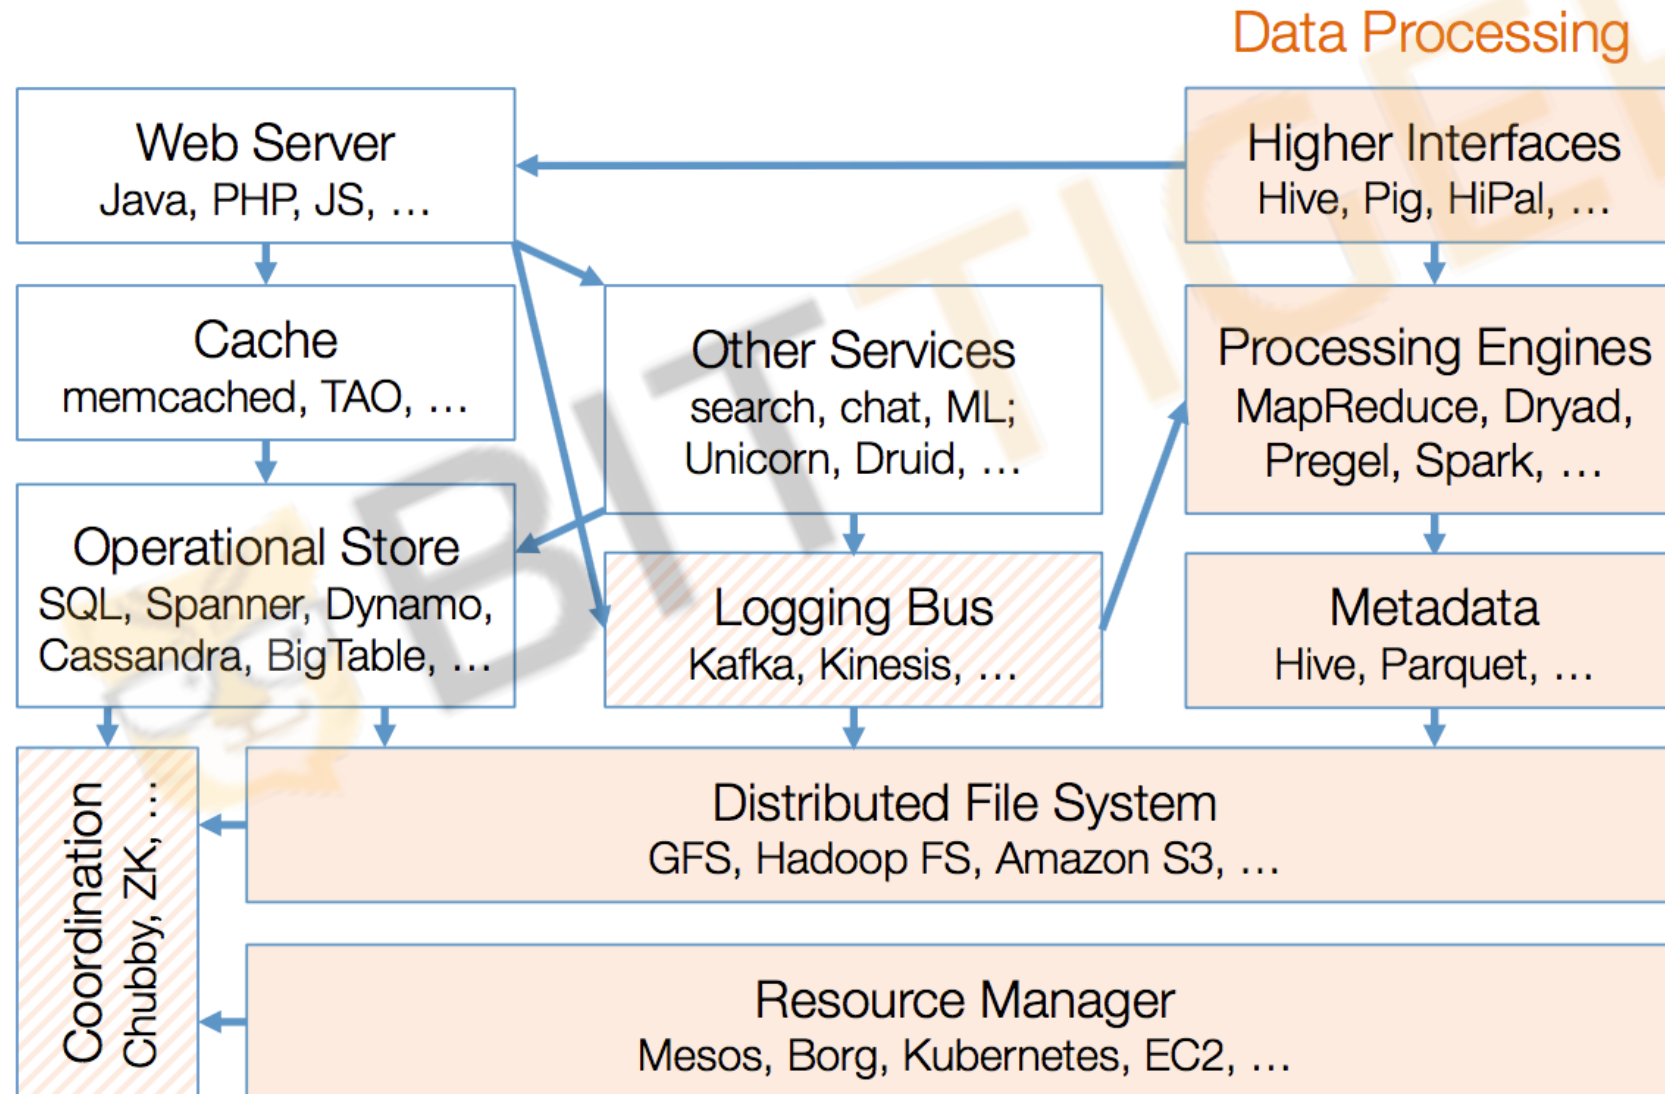 Data Processing
Web Server
Java, PHP, JS, …
Higher Interfaces
Hive, Pig, HiPal, …
Cache
memcached, TAO, …
Other Services
search, chat, ML;
Unicorn, Druid, …
Processing Engines
MapReduce, Dryad,
Pregel, Spark, …
Operational Store
SQL, Spanner, Dynamo,
Cassandra, BigTable, …
Logging Bus
Kafka, Kinesis, …
Metadata
Hive, Parquet, …
Coordination
Chubby, ZK, …
Distributed File System
GFS, Hadoop FS, Amazon S3, …
Resource Manager
Mesos, Borg, Kubernetes, EC2, …
BITTIGER